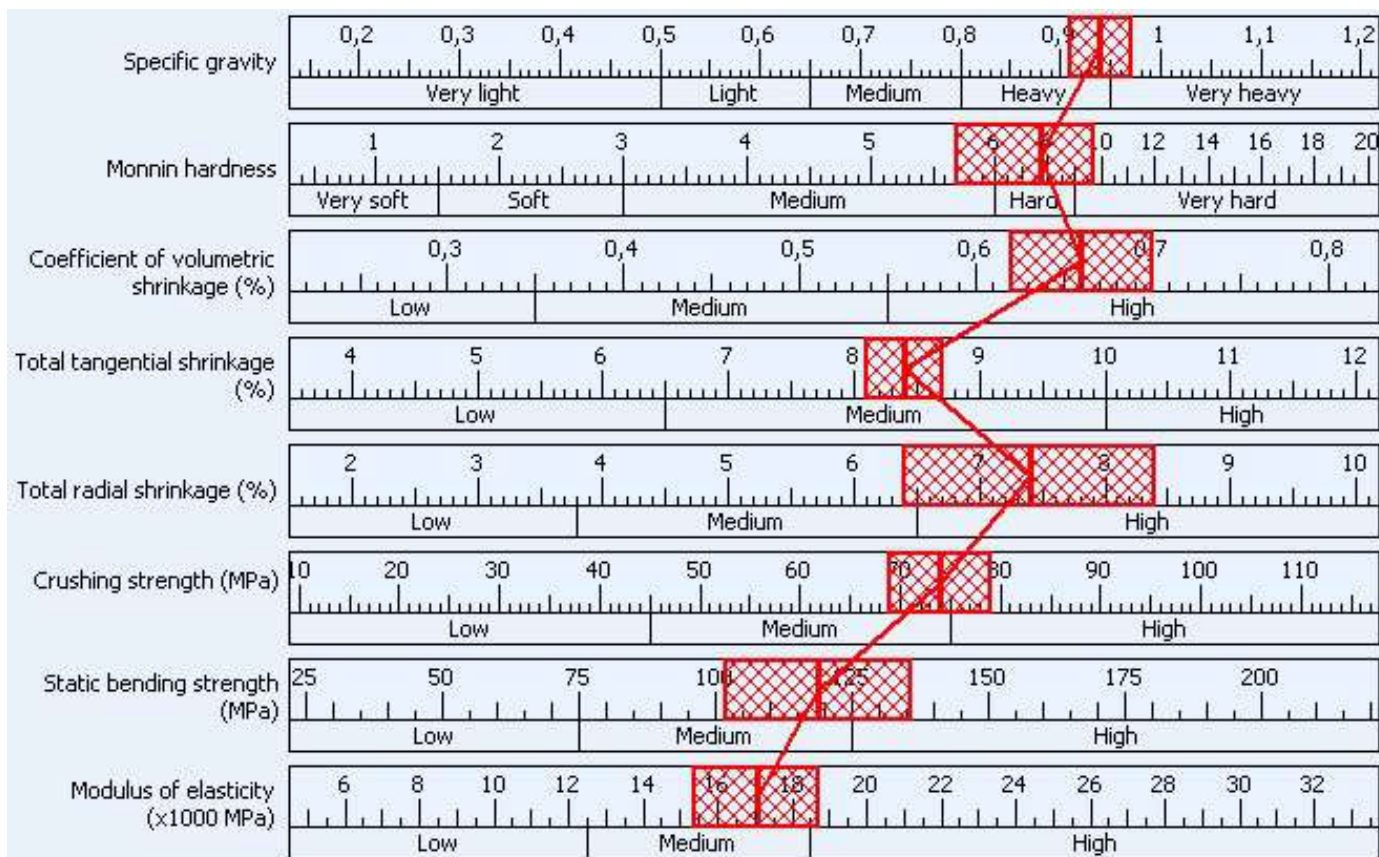 0,2 0,3 0,4 0,5 0,6 0,7 0,8 0,9 1 1,1 1,2
Specific gravity
Very light Light Medium Heavy Very heavy
1 2 3 4 5 6 8 10 12 14 16 18 20
Monnin hardness
Very soft Soft Medium Hard Very hard
0,3 0,4 0,5 0,6 0,7 0,8
Coefficient of volumetric
shrinkage (%)
Low Medium High
4 5 6 7 8 9 10 11 12
Total tangential shrinkage
(%)
Low Medium High
2 3 4 5 6 7 8 9 10
Total radial shrinkage (%)
Low Medium High
10 20 30 40 50 60 70 80 90 100 110
Crushing strength (MPa)
Low Medium High
25 50 75 100 125 150 175 200
Static bending strength
(MPa)
Low Medium High
6 8 10 12 14 16 18 20 22 24 26 28 30 32
Modulus of elasticity
(x1000 MPa)
Low Medium High